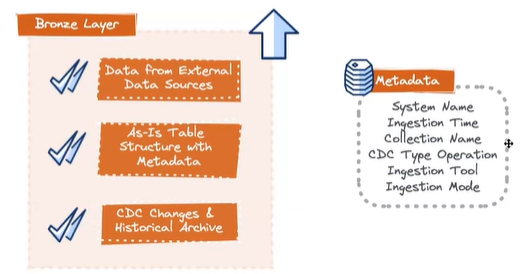 Bronze Layer
Data from External
Data Sources
As-Is Table
Structure with
Metadata
CDC Changes &
Historical Archive
Metadata
System Name
Ingestion Time
Collection Name
CDC Type Operation
Ingestion Tool
Ingestion Mode